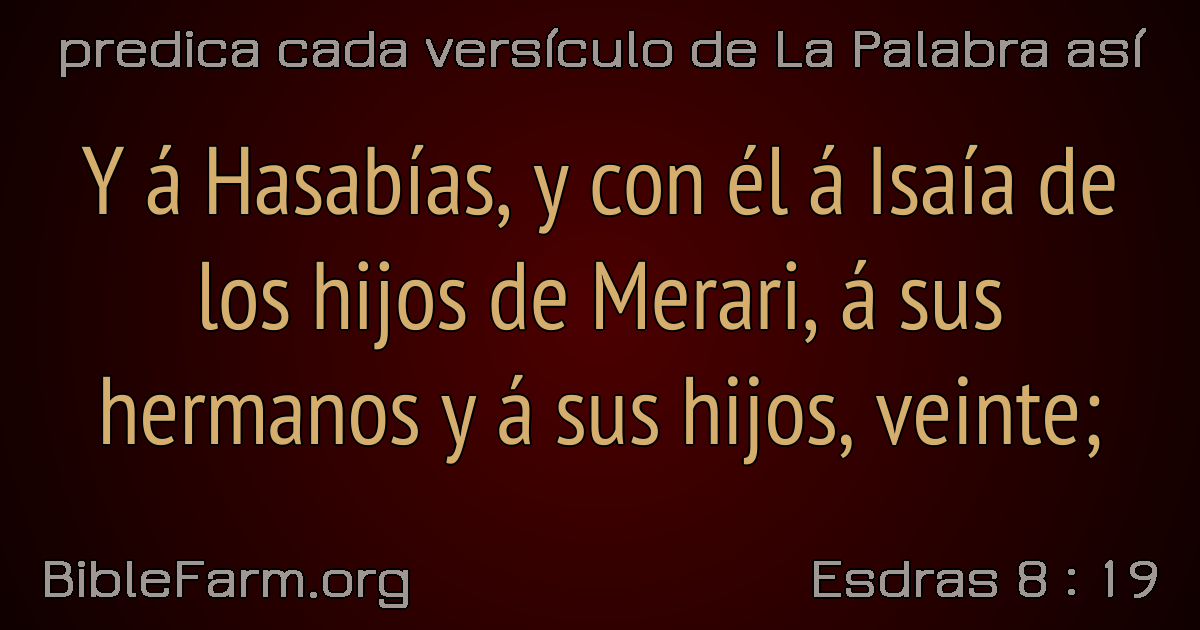 predica cada versículo de La Palabra así
Y á Hasabías, y con él á Isaía de
los hijos de Merari, á sus
hermanos y á sus hijos, veinte;
BibleFarm.org
Esdras 8 : 19